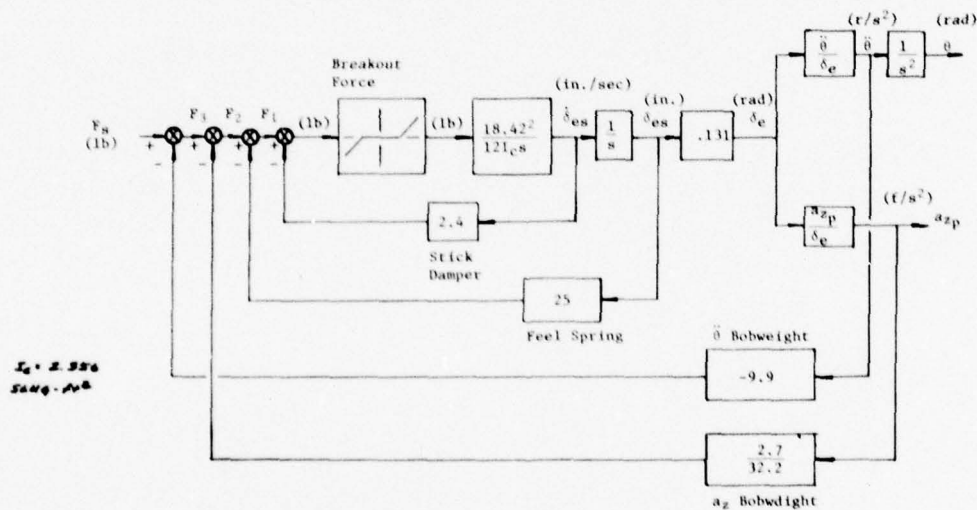 Breakout
Force
Fs
(lb)
F3
F2
F1
(lb)
(lb)
18.42²
12Ics
(in./sec)
δ̇es
1
s
(in.)
δes
.131
(rad)
δe
θ̈
δe
(r/s²)
θ̈
1
s²
(rad)
θ
azp
δe
(f/s²)
azp
2.4
Stick
Damper
25
Feel Spring
θ̈ Bobweight
-9.9
2.7
32.2
az Bobwdight